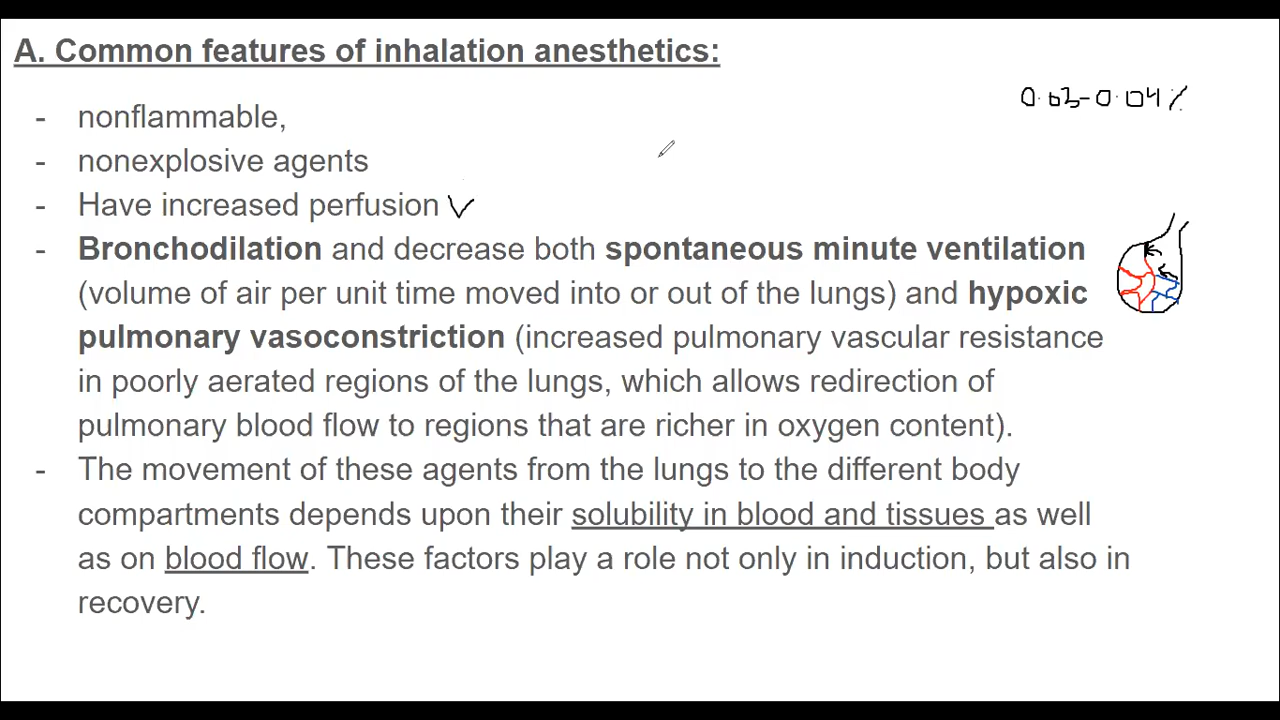 A. Common features of inhalation anesthetics:
0.03-0.04%
- nonflammable,
- nonexplosive agents
- Have increased perfusion
- Bronchodilation and decrease both spontaneous minute ventilation
(volume of air per unit time moved into or out of the lungs) and hypoxic
pulmonary vasoconstriction (increased pulmonary vascular resistance
in poorly aerated regions of the lungs, which allows redirection of
pulmonary blood flow to regions that are richer in oxygen content).
- The movement of these agents from the lungs to the different body
compartments depends upon their solubility in blood and tissues as well
as on blood flow. These factors play a role not only in induction, but also in
recovery.